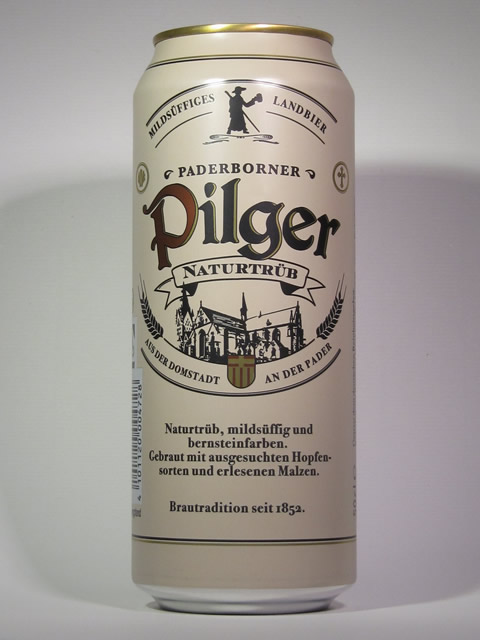 MILDSÜFFIGES LANDBIER
PADERBORNER
Pilger
NATURTRÜB
AUS DER DOMSTADT AN DER PADER
Naturtrüb, mildsüffig und
bernsteinfarben.
Gebraut mit ausgesuchten Hopfen-
sorten und erlesenen Malzen.
Brautradition seit 1852.